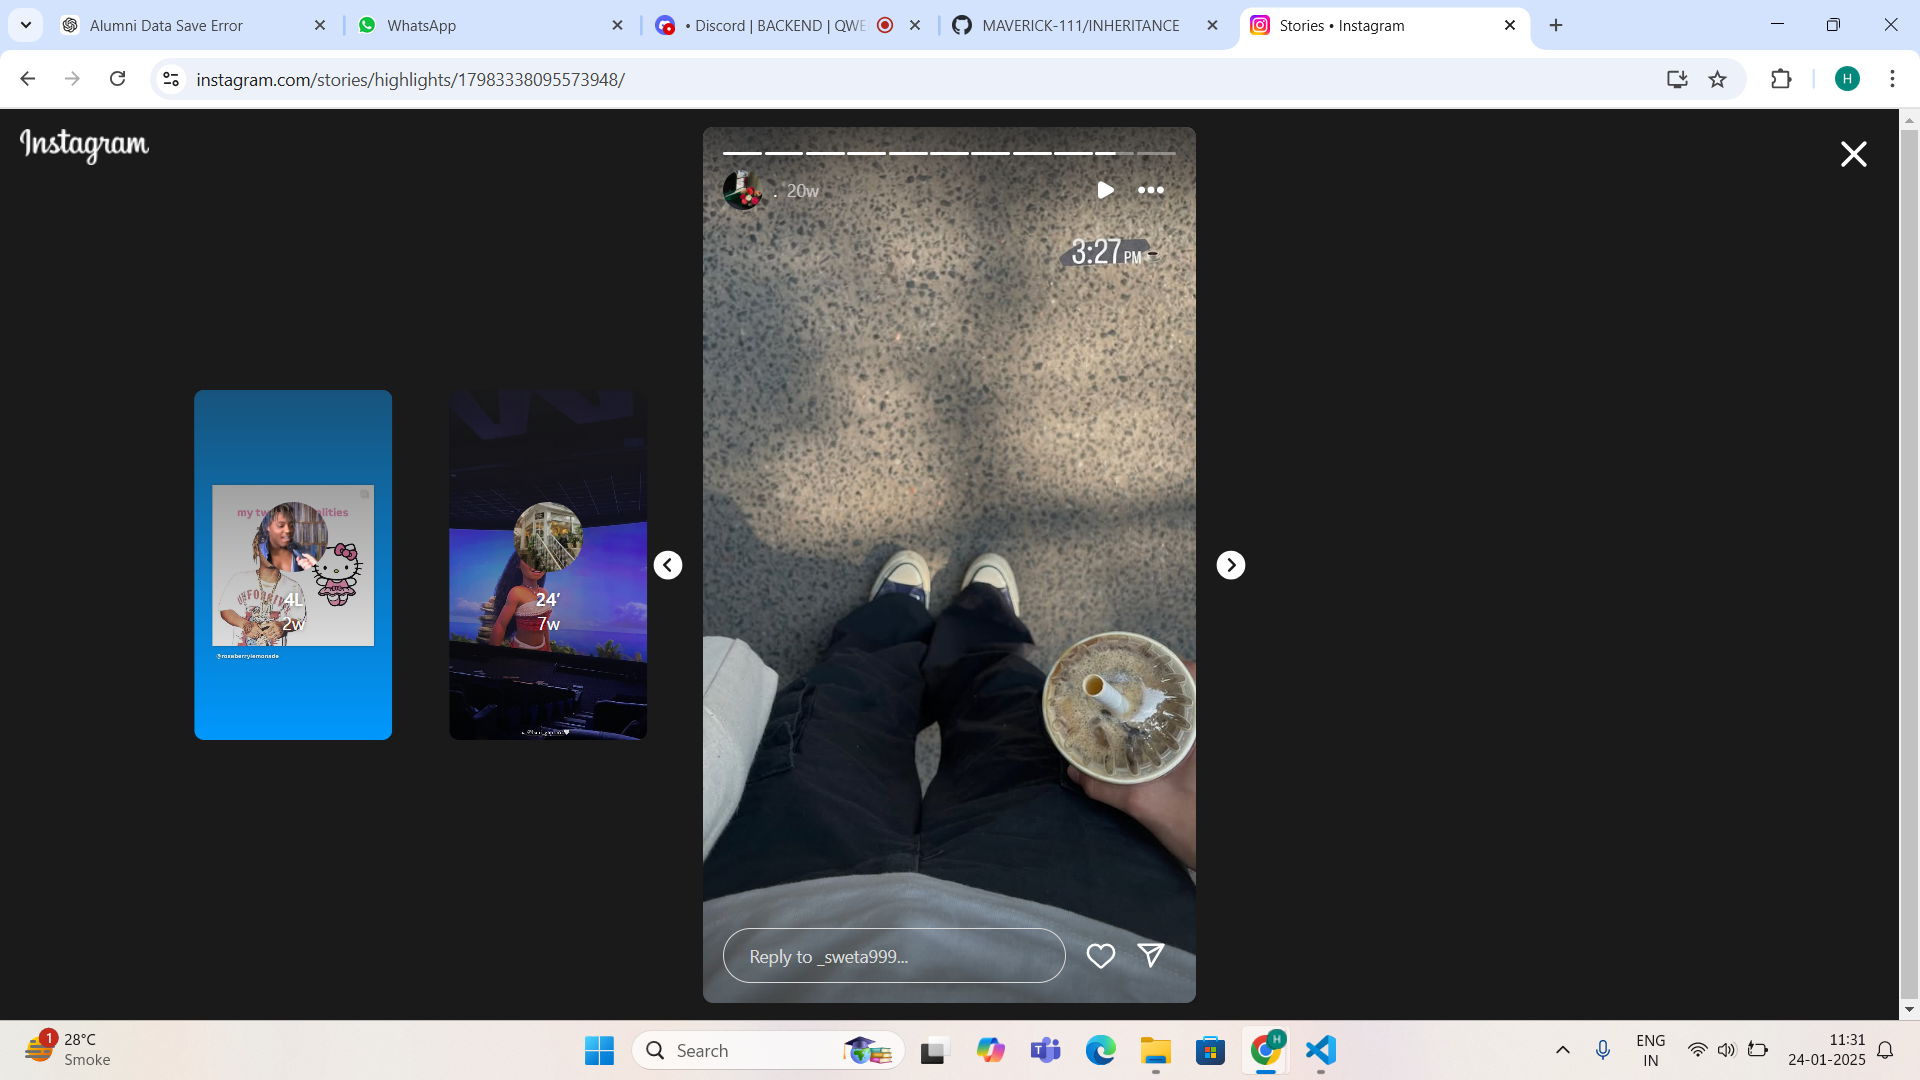 Alumni Data Save Error
WhatsApp
• Discord | BACKEND | QWE
MAVERICK-111/INHERITANCE
Stories • Instagram
instagram.com/stories/highlights/17983338095573948/
H
Instagram
. 20w
3:27 PM
my tw
lities
4L
2w
@roseberrylemonade
24'
7w
Reply to _sweta999...
1
28°C
Smoke
Search
H
ENG
IN
11:31
24-01-2025